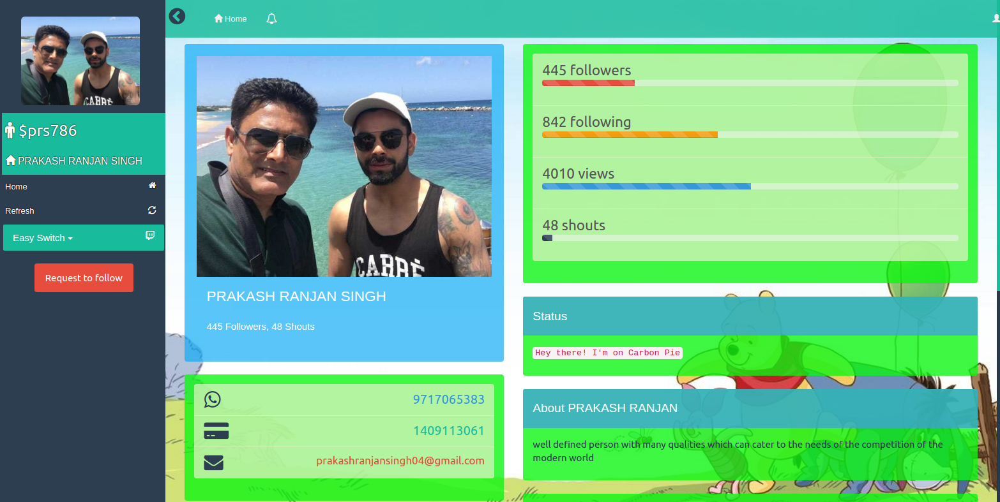 $prs786
PRAKASH RANJAN SINGH
Home
Refresh
Easy Switch
Request to follow
Home
CABBÉ
CABBÉ
PRAKASH RANJAN SINGH
445 Followers, 48 Shouts
9717065383
1409113061
prakashranjansingh04@gmail.com
445 followers
842 following
4010 views
48 shouts
Status
Hey there! I'm on Carbon Pie
About PRAKASH RANJAN
well defined person with many qualities which can cater to the needs of the competition of the
modern world